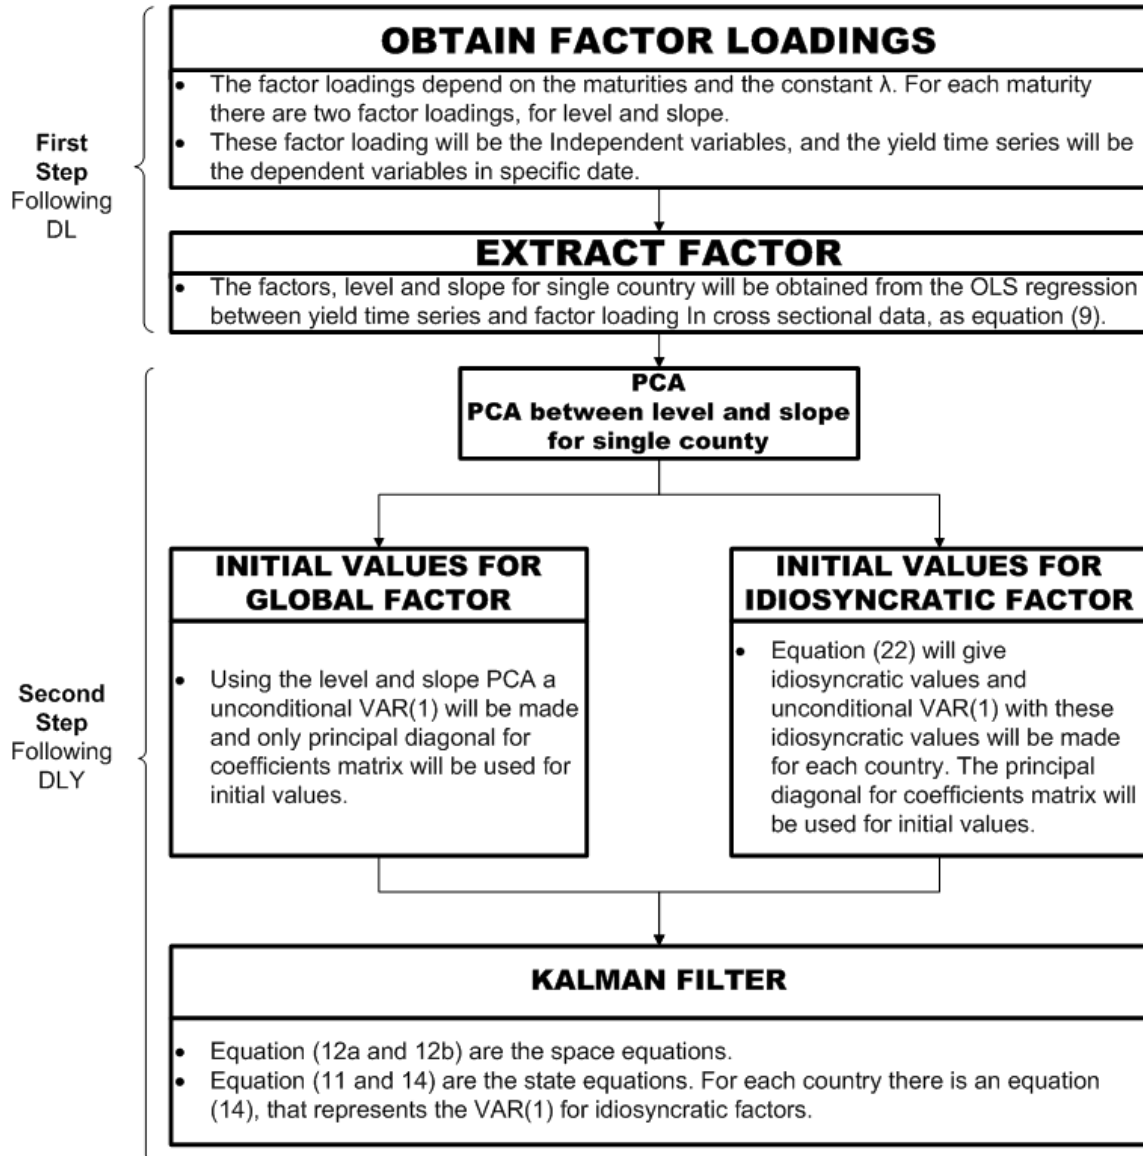 OBTAIN FACTOR LOADINGS
• The factor loadings depend on the maturities and the constant λ. For each maturity
there are two factor loadings, for level and slope.
• These factor loading will be the Independent variables, and the yield time series will be
the dependent variables in specific date.
First
Step
Following
DL
EXTRACT FACTOR
• The factors, level and slope for single country will be obtained from the OLS regression
between yield time series and factor loading In cross sectional data, as equation (9).
PCA
PCA between level and slope
for single county
INITIAL VALUES FOR
GLOBAL FACTOR
• Using the level and slope PCA a
unconditional VAR(1) will be made
and only principal diagonal for
coefficients matrix will be used for
initial values.
INITIAL VALUES FOR
IDIOSYNCRATIC FACTOR
• Equation (22) will give
idiosyncratic values and
unconditional VAR(1) with these
idiosyncratic values will be made
for each country. The principal
diagonal for coefficients matrix will
be used for initial values.
Second
Step
Following
DLY
KALMAN FILTER
• Equation (12a and 12b) are the space equations.
• Equation (11 and 14) are the state equations. For each country there is an equation
(14), that represents the VAR(1) for idiosyncratic factors.